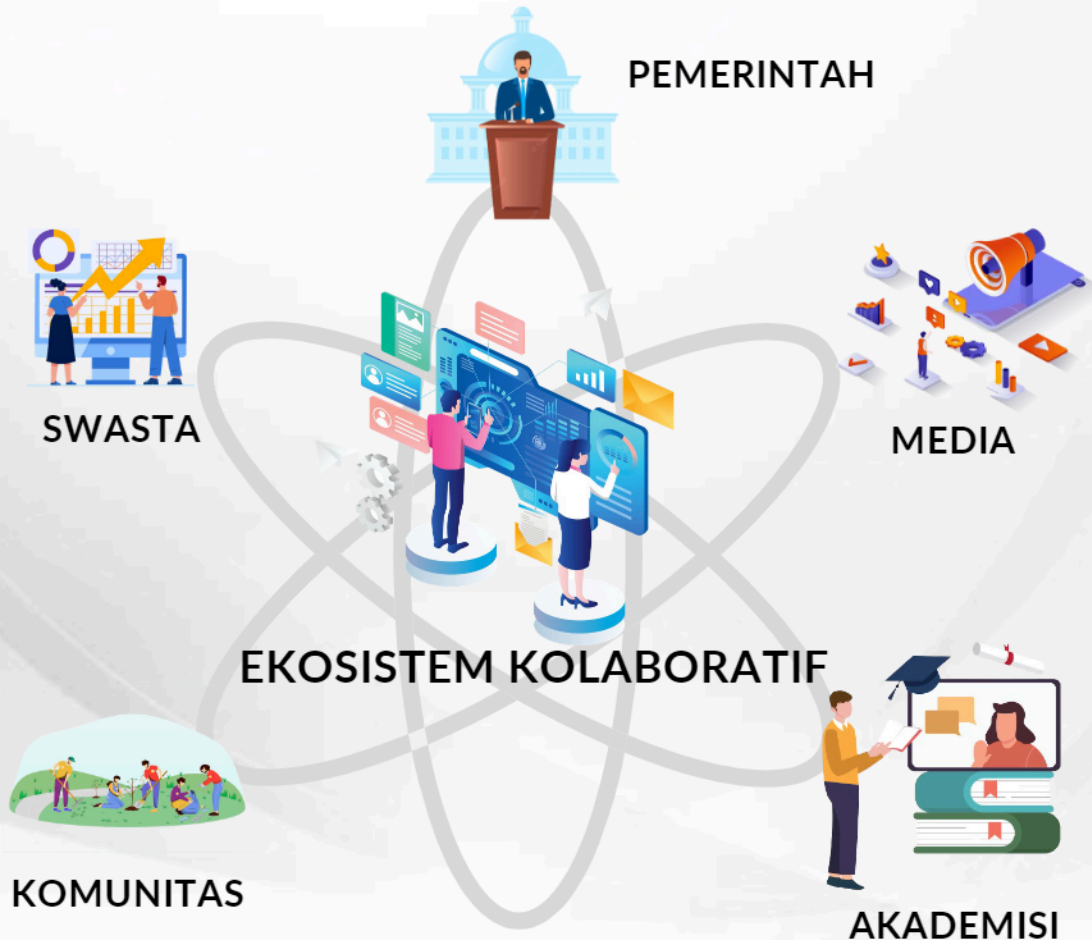 PEMERINTAH
SWASTA
MEDIA
EKOSISTEM KOLABORATIF
KOMUNITAS
AKADEMISI